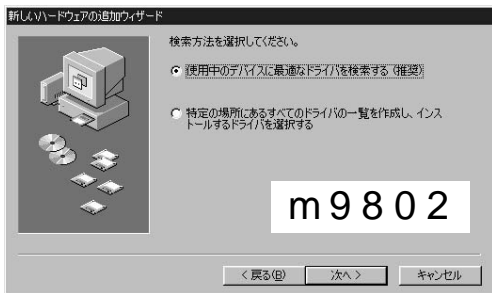 新しいハードウェアの追加ウィザード
検索方法を選択してください。
使用中のデバイスに最適なドライバを検索する (推奨)
特定の場所にあるすべてのドライバの一覧を作成し、インス
トールするドライバを選択する
m9802
< 戻る(B)
次へ >
キャンセル